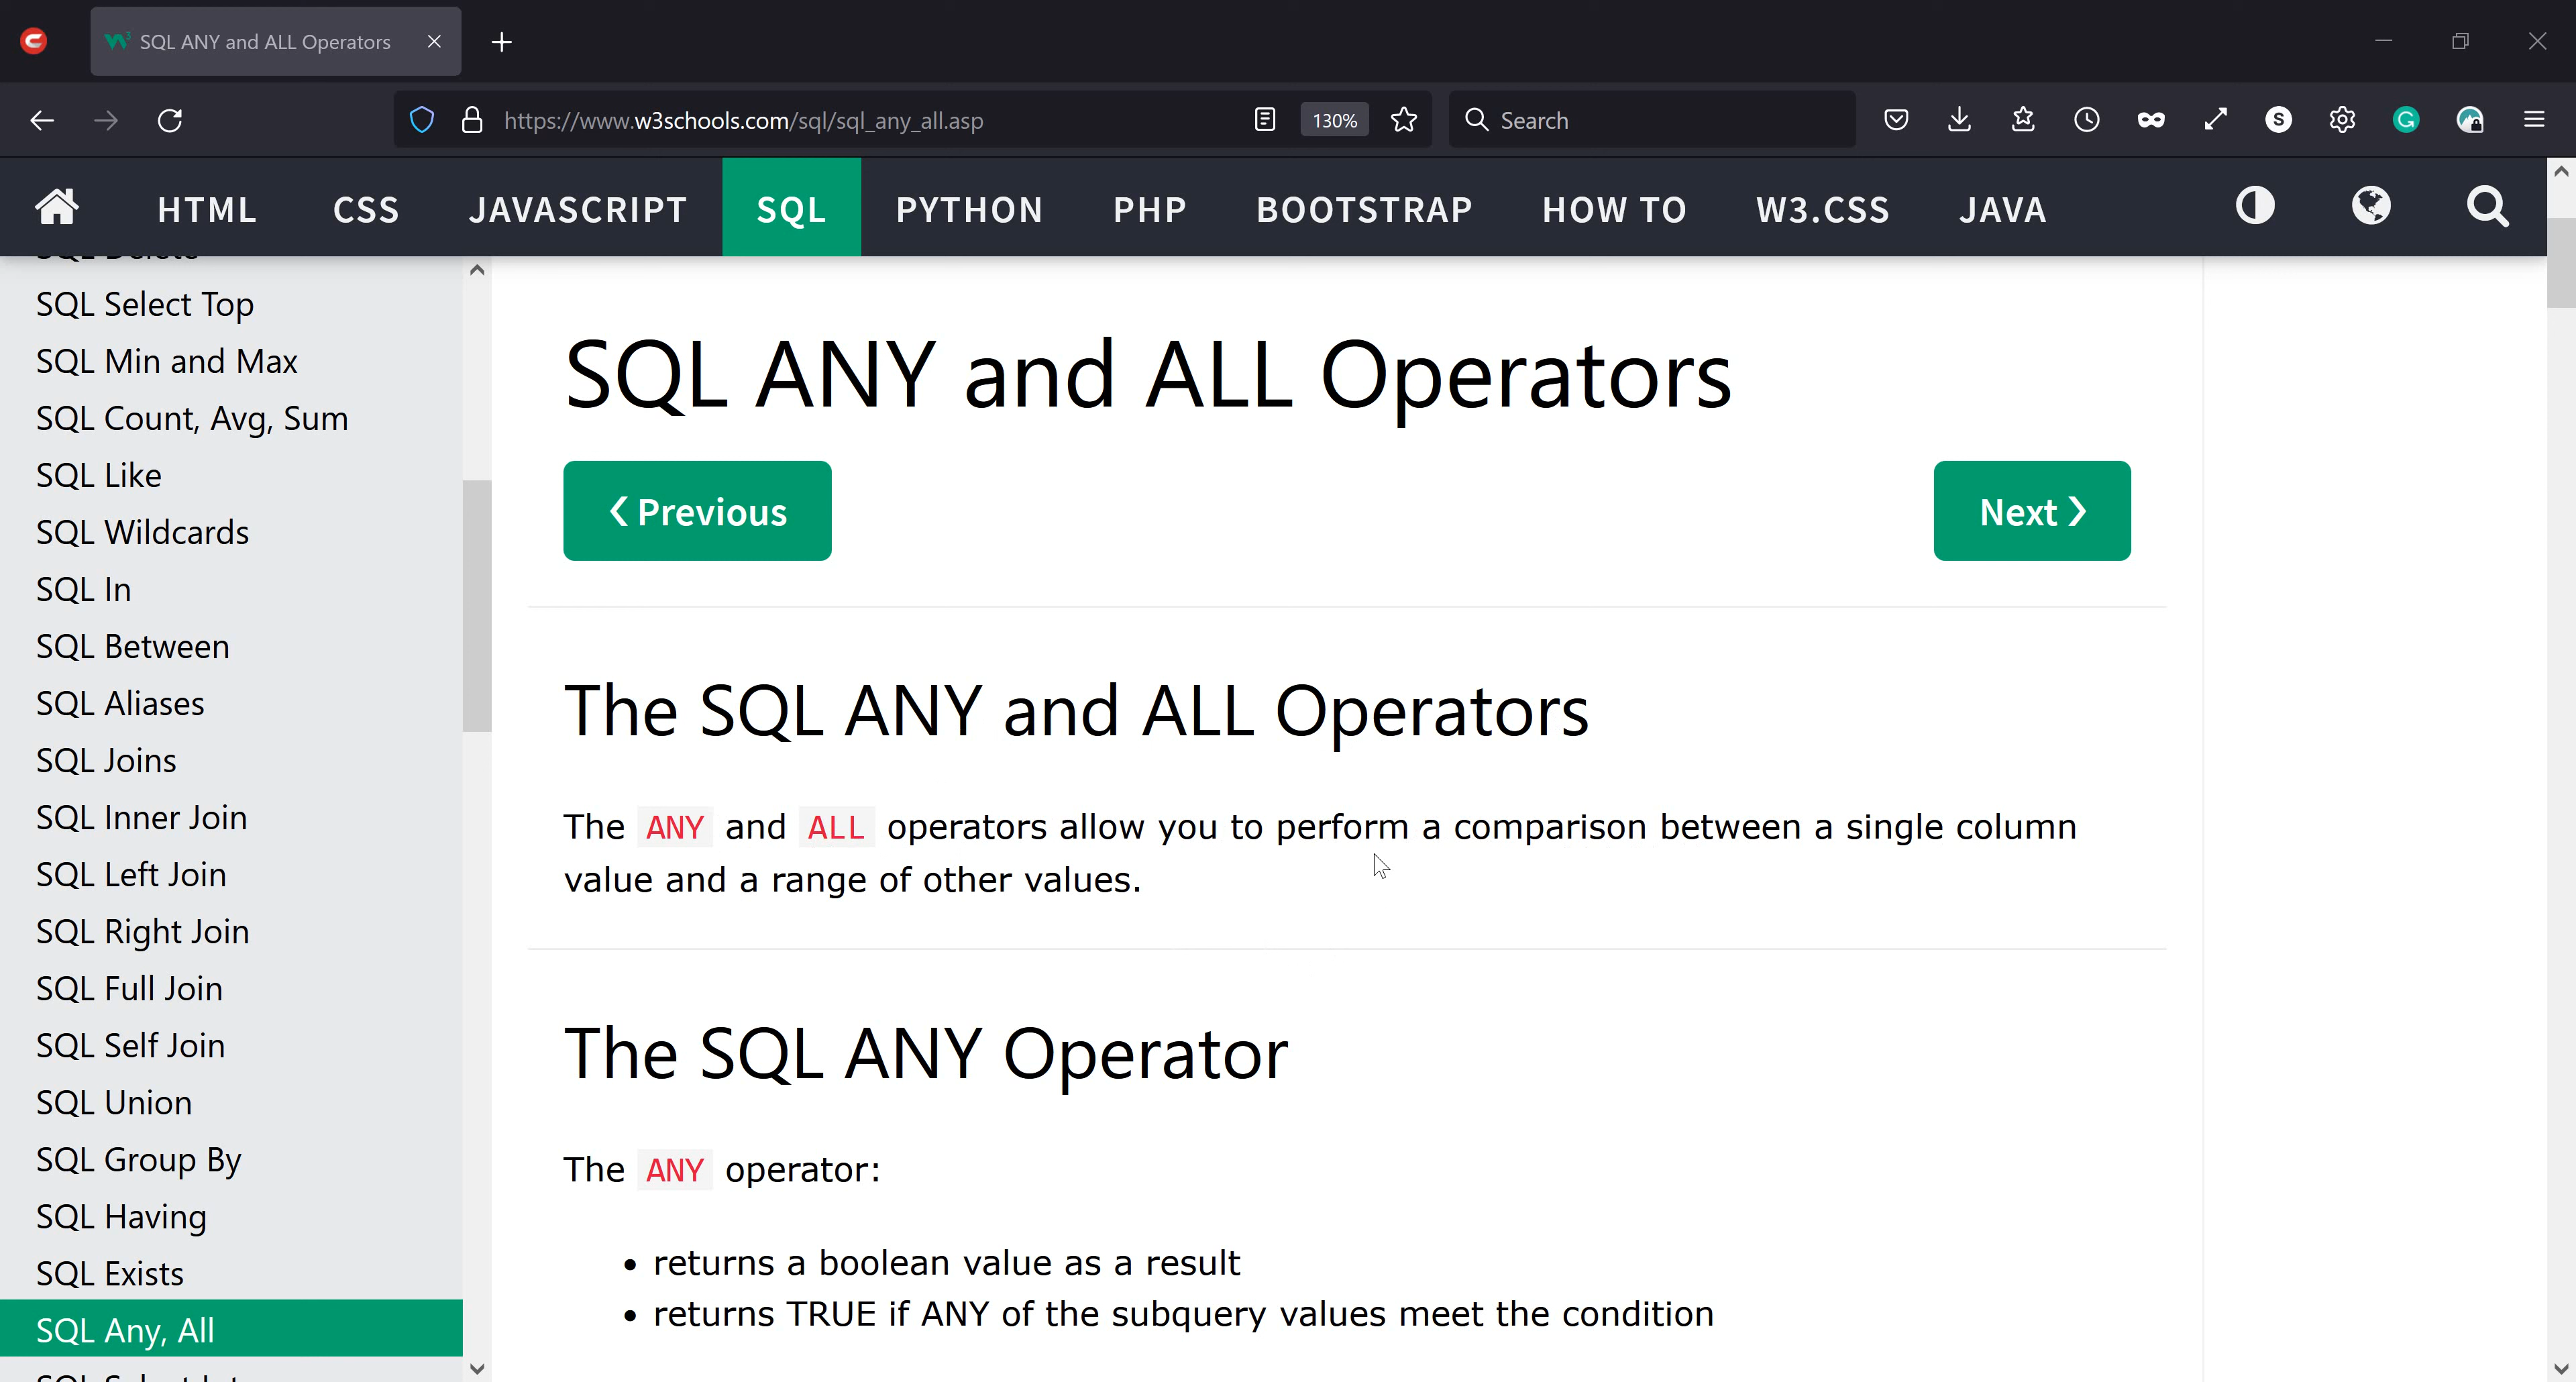 SQL ANY and ALL Operators
https://www.w3schools.com/sql/sql_any_all.asp
130%
Search
S
HTML CSS JAVASCRIPT SQL PYTHON PHP BOOTSTRAP HOW TO W3.CSS JAVA
SQL Delete
SQL Select Top
SQL Min and Max
SQL Count, Avg, Sum
SQL Like
SQL Wildcards
SQL In
SQL Between
SQL Aliases
SQL Joins
SQL Inner Join
SQL Left Join
SQL Right Join
SQL Full Join
SQL Self Join
SQL Union
SQL Group By
SQL Having
SQL Exists
SQL Any, All
SQL ANY and ALL Operators
❮ Previous
Next ❯
The SQL ANY and ALL Operators
The ANY and ALL operators allow you to perform a comparison between a single column
value and a range of other values.
The SQL ANY Operator
The ANY operator:
• returns a boolean value as a result
• returns TRUE if ANY of the subquery values meet the condition